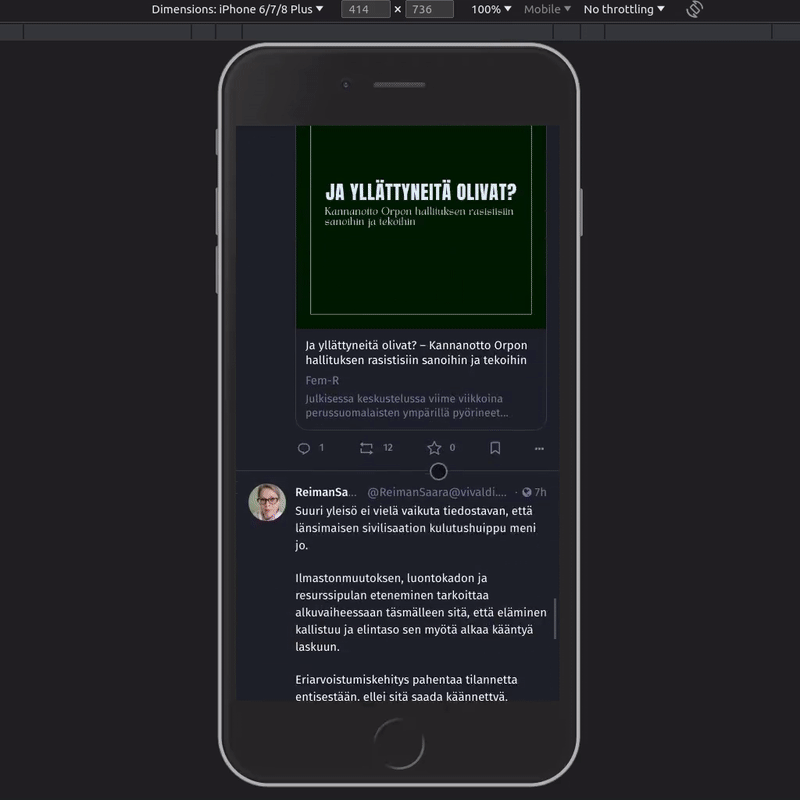 Dimensions: iPhone 6/7/8 Plus 414 × 736 100% Mobile No throttling
JA YLLÄTTYNEITÄ OLIVAT?
Kannanotto Orpon hallituksen rasistisiin
sanoihin ja tekoihin
Ja yllättyneitä olivat? – Kannanotto Orpon
hallituksen rasistisiin sanoihin ja tekoihin
Fem-R
Julkisessa keskustelussa viime viikkoina
perussuomalaisten ympärillä pyörineet...
1 12 0
ReimanSa... @ReimanSaara@vivaldi.... · 7h
Suuri yleisö ei vielä vaikuta tiedostavan, että
länsimaisen sivilisaation kulutushuippu meni
jo.
Ilmastonmuutoksen, luontokadon ja
resurssipulan eteneminen tarkoittaa
alkuvaiheessaan täsmälleen sitä, että eläminen
kallistuu ja elintaso sen myötä alkaa kääntyä
laskuun.
Eriarvoistumiskehitys pahentaa tilannetta
entisestään, ellei sitä saada käännettyä.